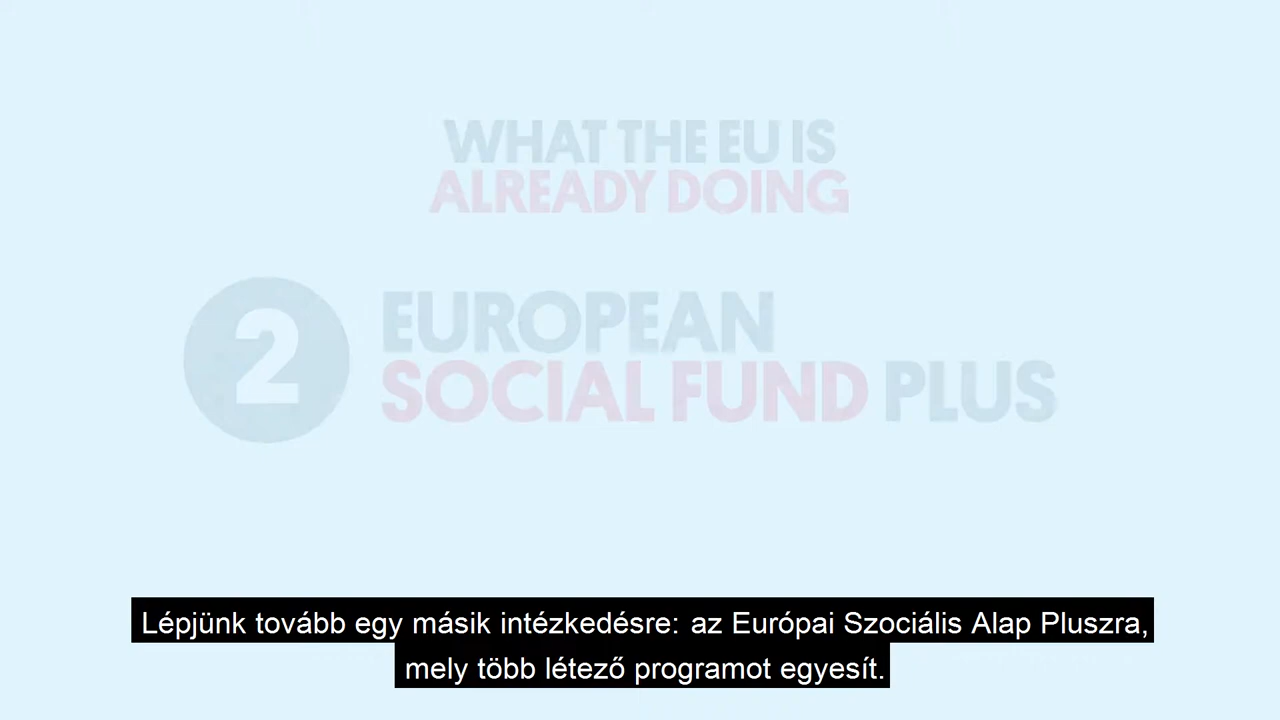 WHAT THE EU IS
ALREADY DOING
2
EUROPEAN
SOCIAL FUND PLUS
Lépjünk tovább egy másik intézkedésre: az Európai Szociális Alap Pluszra,
mely több létező programot egyesít.